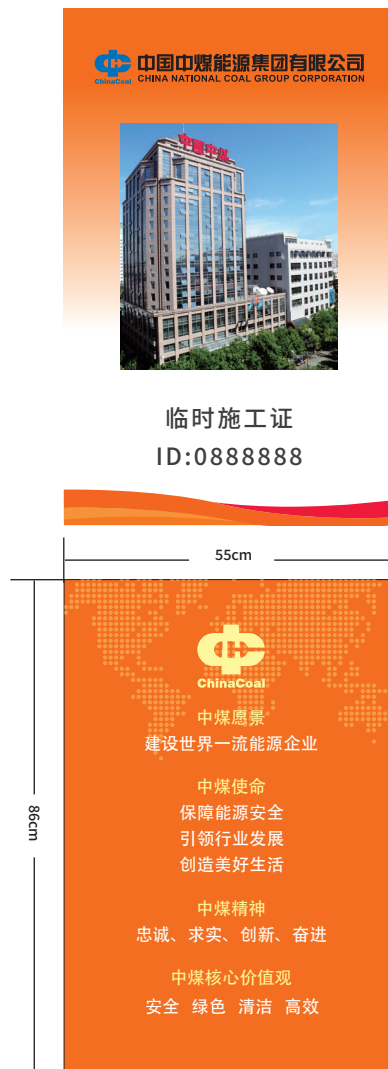 中国中煤能源集团有限公司
ChinaCoal
CHINA NATIONAL COAL GROUP CORPORATION
中国中煤
临时施工证
ID:0888888
55cm
86cm
ChinaCoal
中煤愿景
建设世界一流能源企业
中煤使命
保障能源安全
引领行业发展
创造美好生活
中煤精神
忠诚、求实、创新、奋进
中煤核心价值观
安全 绿色 清洁 高效